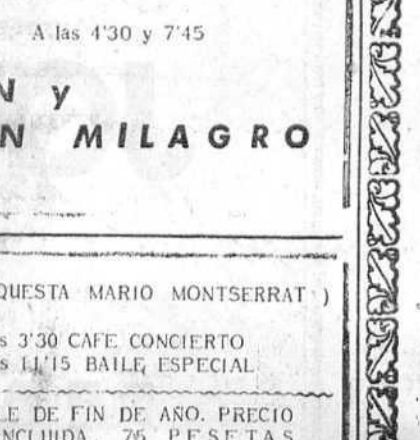 A las 4'30 y 7'45
N y
N MILAGRO
QUESTA MARIO MONTSERRAT )
s 3'30 CAFE CONCIERTO
s 11'15 BAILE ESPECIAL
LE DE FIN DE AÑO. PRECIO
NCLUIDA, 76 PESETAS